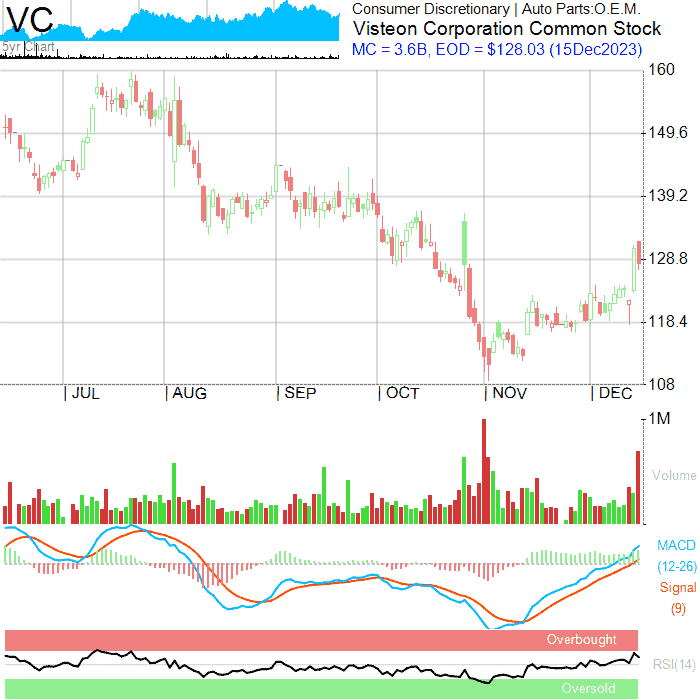 VC
5yr Chart
Consumer Discretionary | Auto Parts:O.E.M.
Visteon Corporation Common Stock
MC = 3.6B, EOD = $128.03 (15Dec2023)
160
149.6
139.2
128.8
118.4
108
| JUL | AUG | SEP | OCT | NOV | DEC
1M
Volume
MACD
(12-26)
Signal
(9)
Overbought
RSI(14)
Oversold